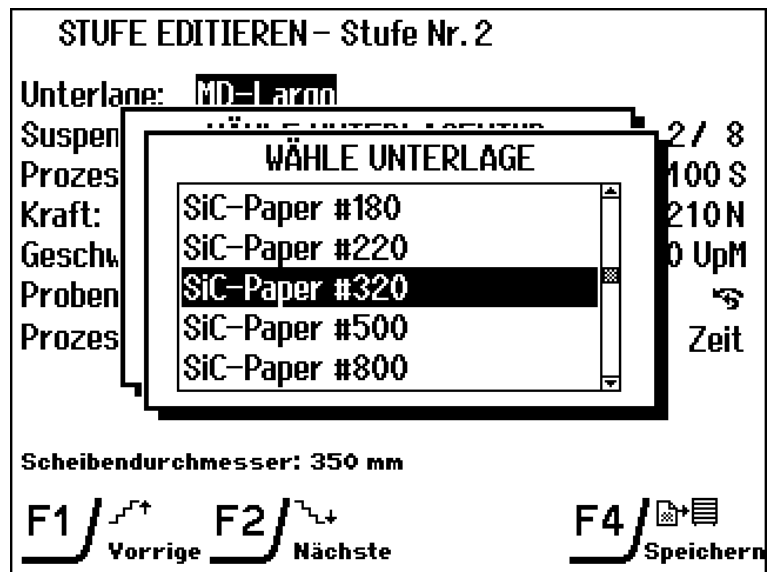 STUFE EDITIEREN – Stufe Nr. 2
Unterlage: MD-Largo
Suspen 2 / 8
WÄHLE UNTERLAGE
Prozes 100 S
SiC-Paper #180
Kraft: 210 N
SiC-Paper #220
Geschw 0 UpM
SiC-Paper #320
Proben
SiC-Paper #500
Prozes Zeit
SiC-Paper #800
Scheibendurchmesser: 350 mm
F1 Vorrige F2 Nächste F4 Speichern